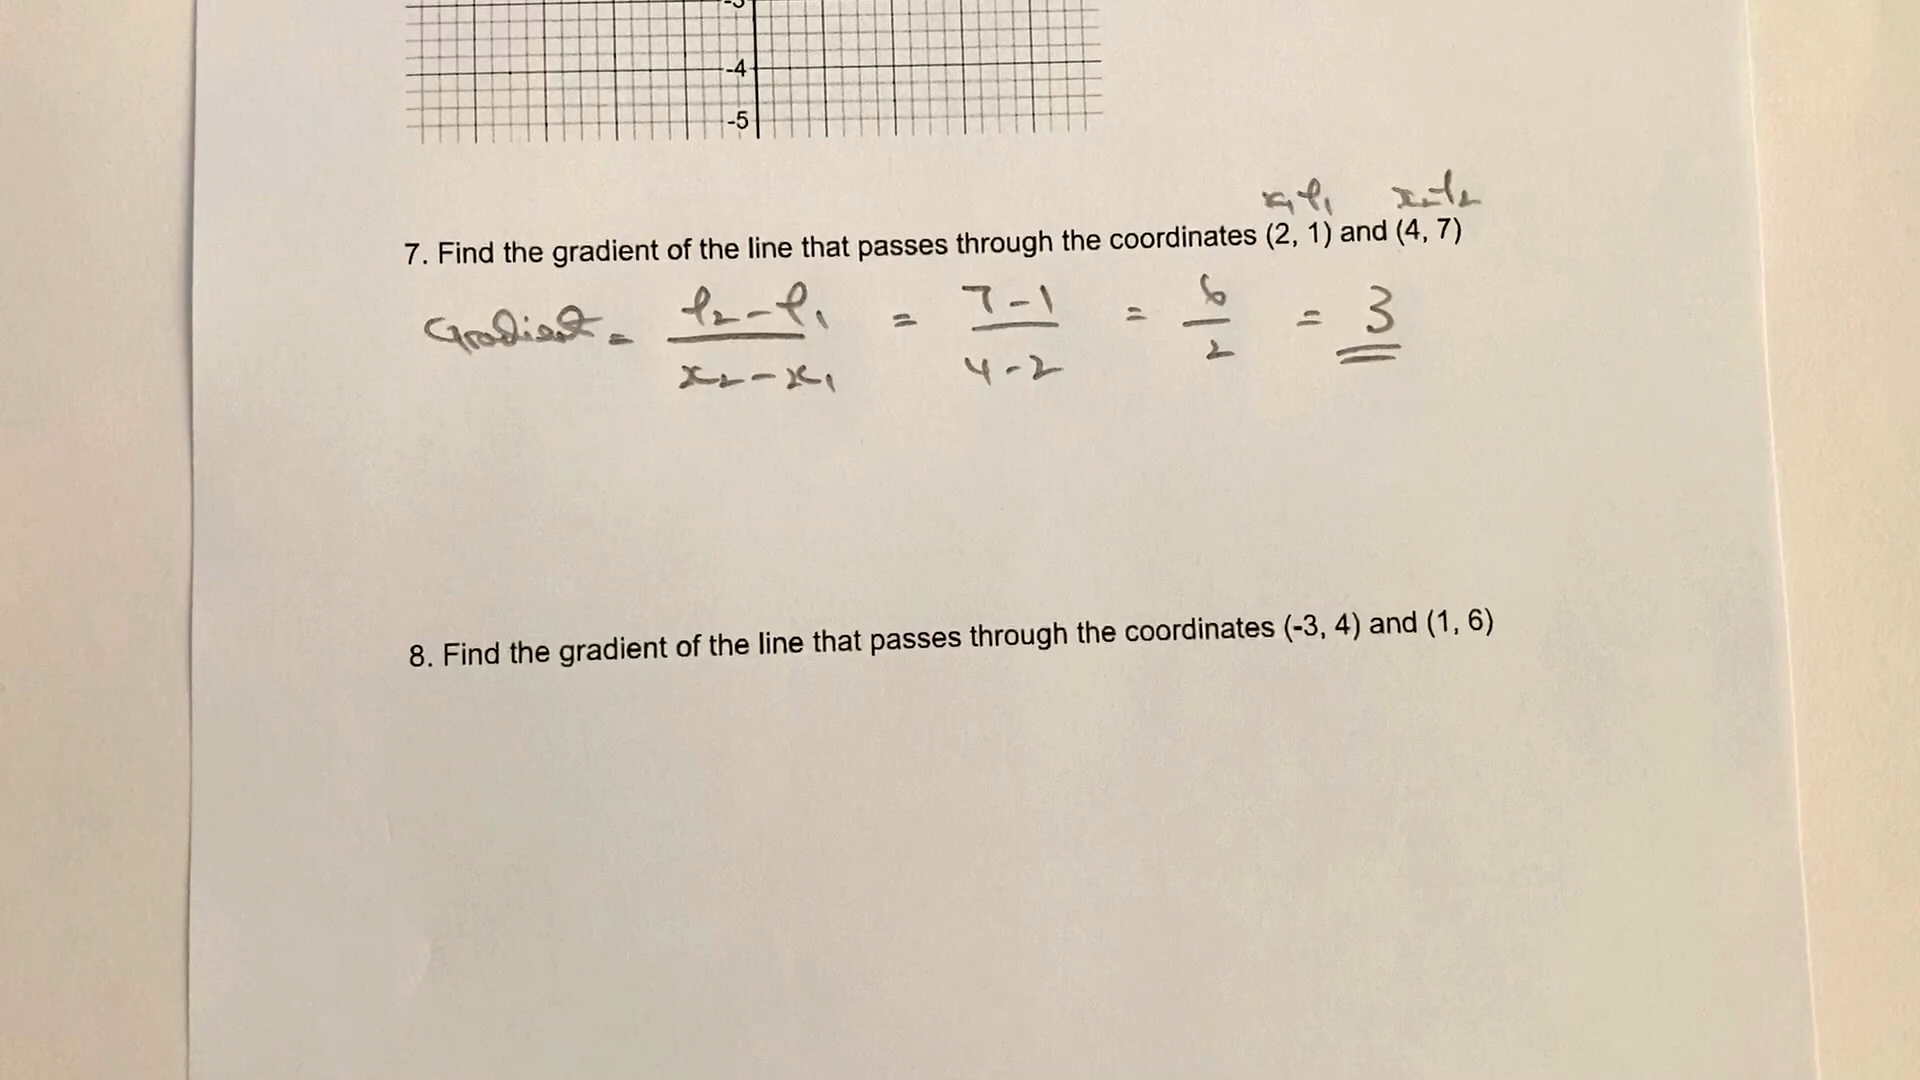 -4
-5
x₁ y₁ x₂ y₂
7. Find the gradient of the line that passes through the coordinates (2, 1) and (4, 7)
Gradient = y₂ - y₁ / x₂ - x₁ = 7 - 1 / 4 - 2 = 6 / 2 = 3
8. Find the gradient of the line that passes through the coordinates (-3, 4) and (1, 6)